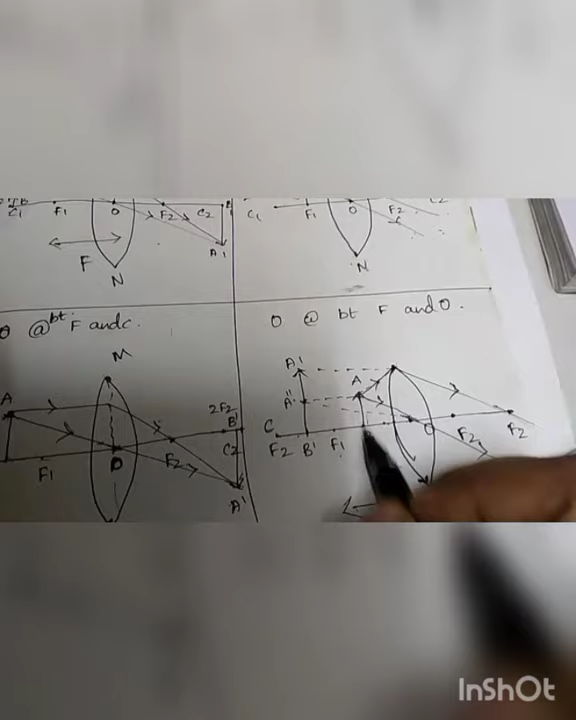 C1 F1 O F2 C2
A1
F
N
C1 F1 O F2
N
@ bt F and C.
M
A
2F2
B'
C2
F1 O F2
A'
O @ bt F and O.
A'
A
A"
C
F2 B' F1 F2 F2
InShOt